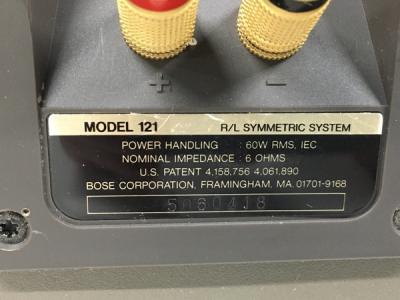 + −
MODEL 121 R/L SYMMETRIC SYSTEM
POWER HANDLING : 60W RMS, IEC
NOMINAL IMPEDANCE : 6 OHMS
U.S. PATENT 4,158,756 4,061,890
BOSE CORPORATION, FRAMINGHAM, MA. 01701-9168
5060418